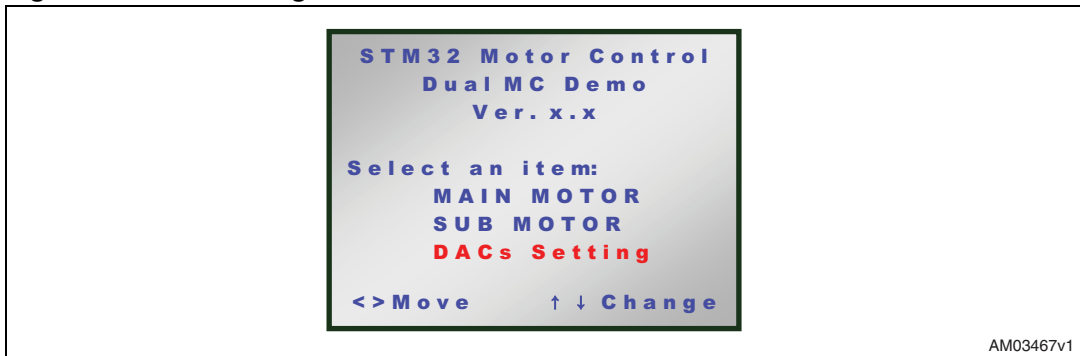 STM32 Motor Control
Dual MC Demo
Ver. x.x
Select an item:
MAIN MOTOR
SUB MOTOR
DACs Setting
<>Move ↑↓Change
AM03467v1